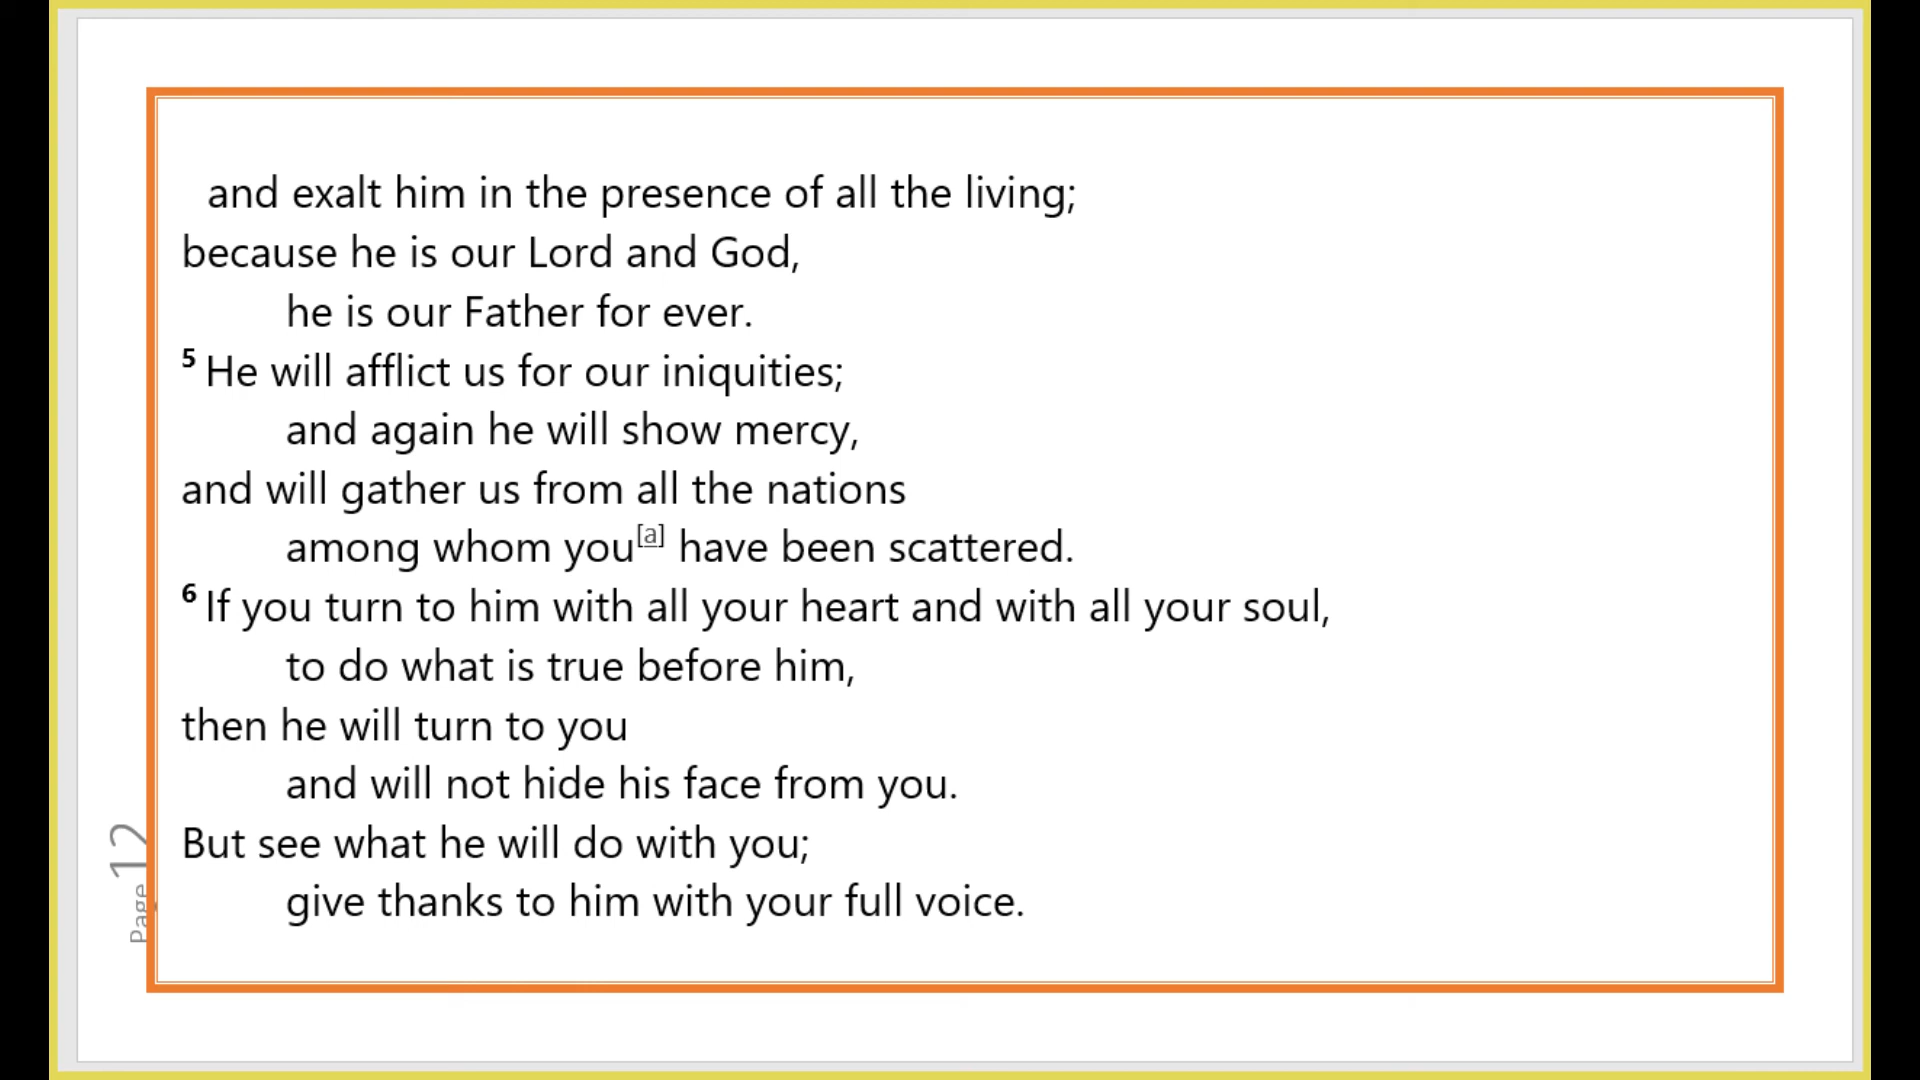 and exalt him in the presence of all the living;
because he is our Lord and God,
he is our Father for ever.
5 He will afflict us for our iniquities;
and again he will show mercy,
and will gather us from all the nations
among whom you[a] have been scattered.
6 If you turn to him with all your heart and with all your soul,
to do what is true before him,
then he will turn to you
and will not hide his face from you.
But see what he will do with you;
give thanks to him with your full voice.
Page 12